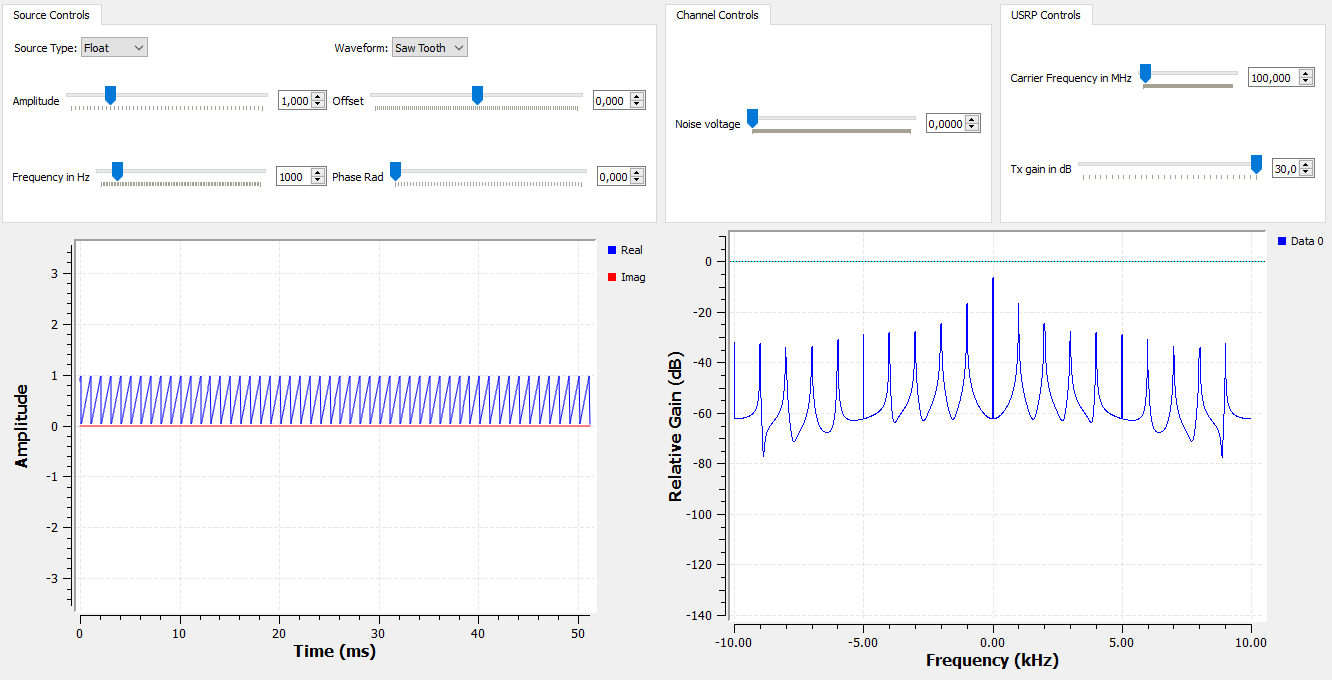 Source Controls
Source Type: Float
Waveform: Saw Tooth
Amplitude
1,000
Offset
0,000
Frequency in Hz
1000
Phase Rad
0,000
Channel Controls
Noise voltage
0,0000
USRP Controls
Carrier Frequency in MHz
100,000
Tx gain in dB
30,0
Amplitude
3
2
1
0
-1
-2
-3
0
10
20
30
40
50
Time (ms)
Real
Imag
Relative Gain (dB)
0
-20
-40
-60
-80
-100
-120
-140
-10.00
-5.00
0.00
5.00
10.00
Frequency (kHz)
Data 0